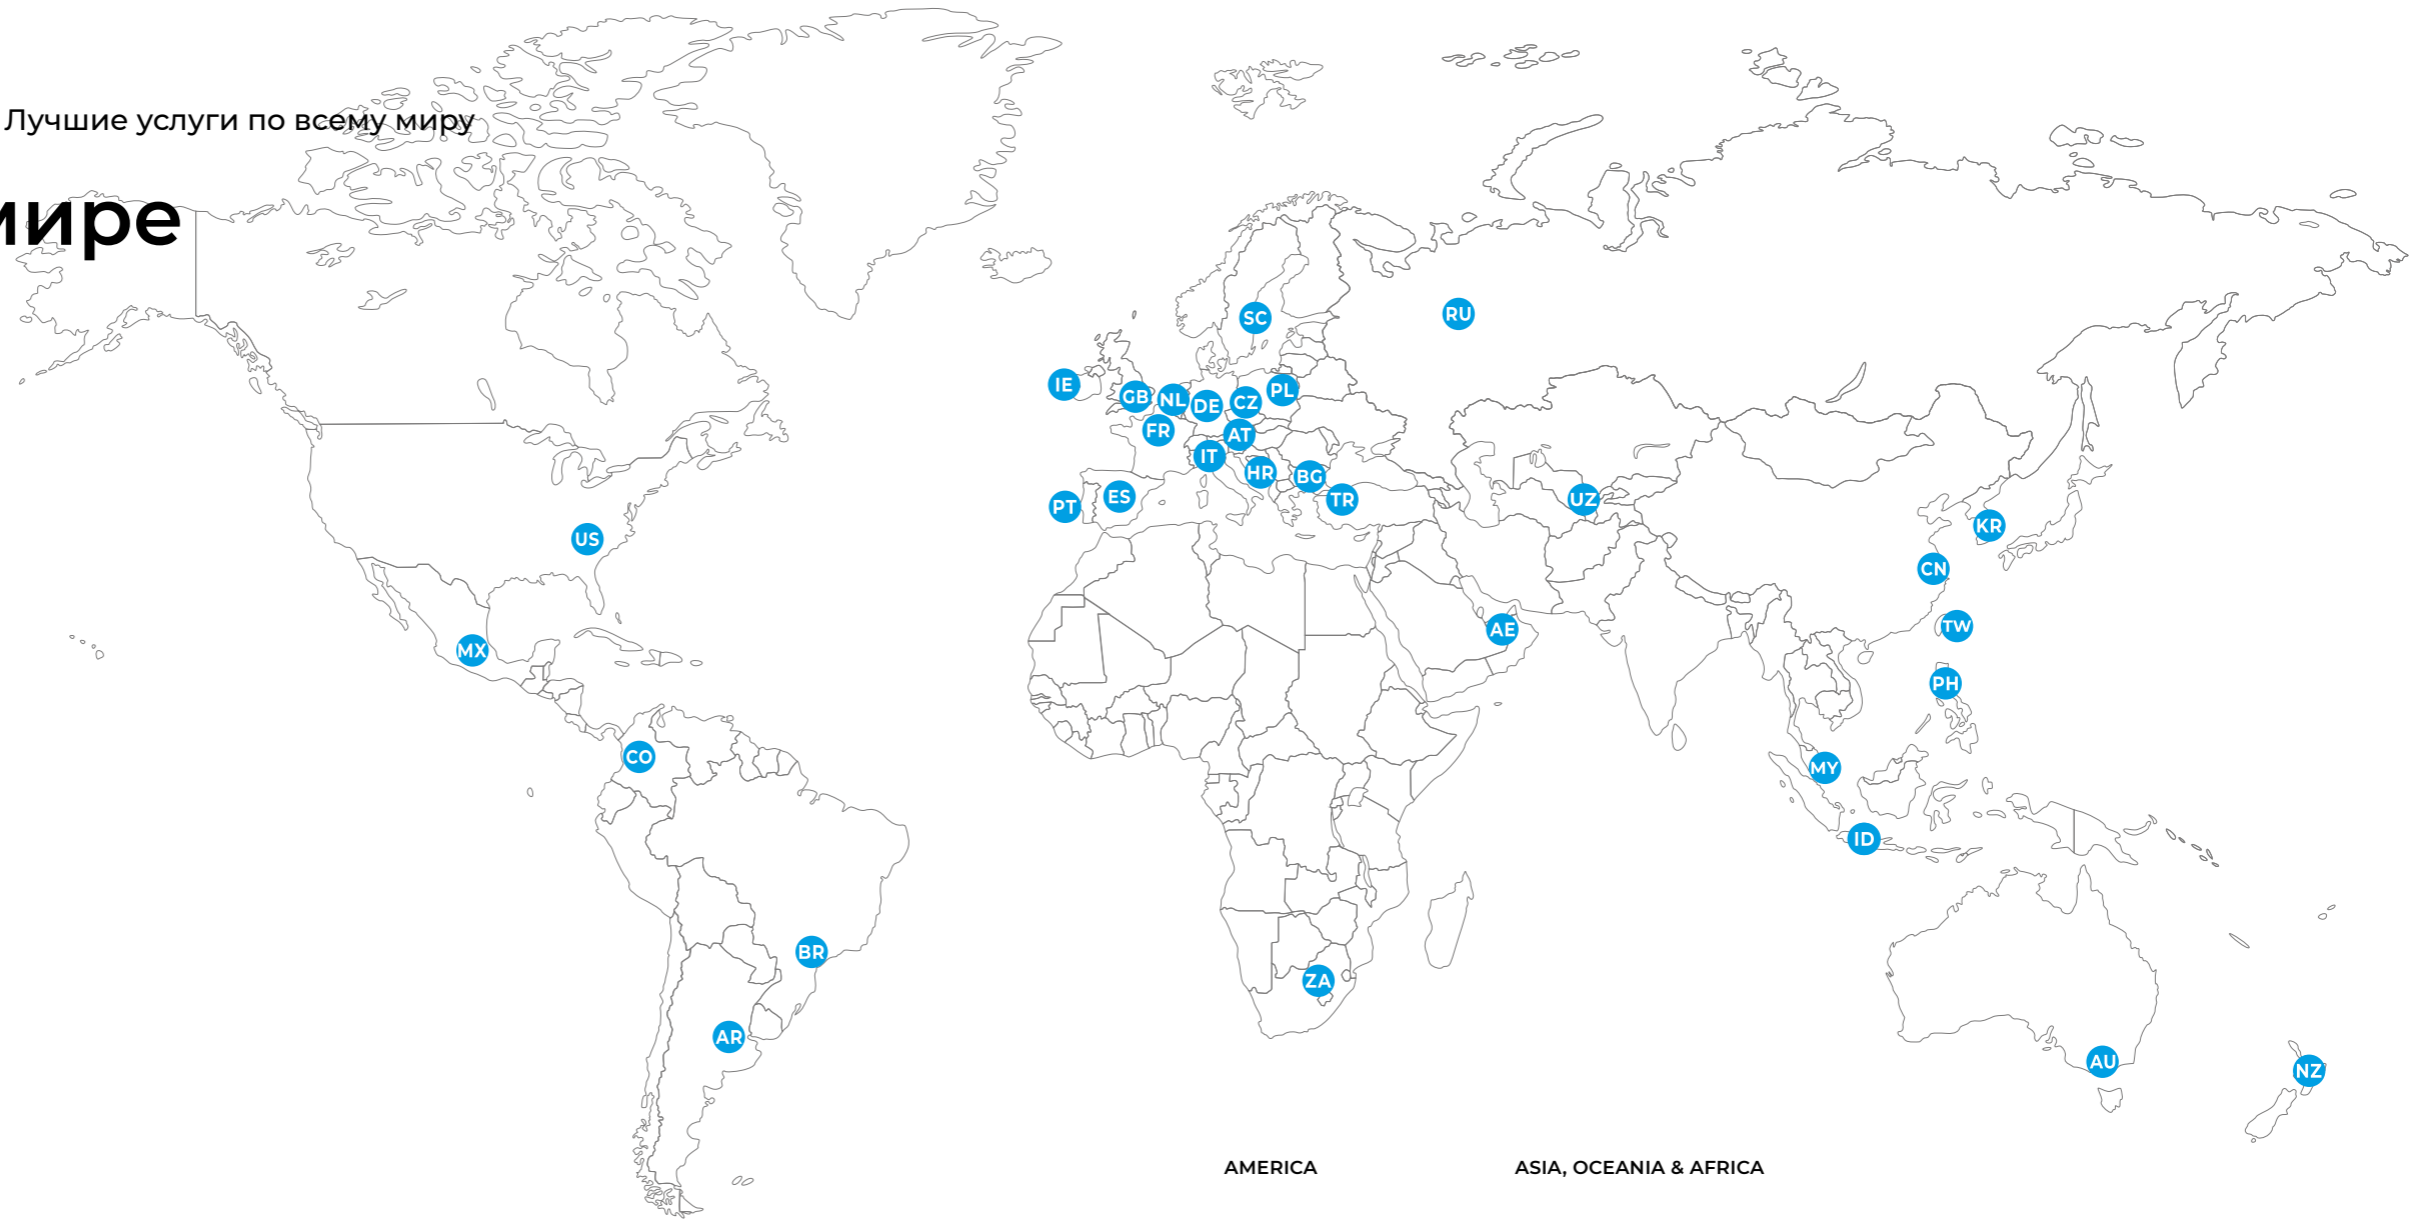 Лучшие услуги по всему миру
мире
SC
RU
IE
GB
NL
DE
CZ
PL
FR
AT
IT
HR
BG
PT
ES
TR
UZ
US
KR
CN
AE
TW
MX
PH
CO
MY
ID
BR
ZA
AR
AU
NZ
AMERICA
ASIA, OCEANIA & AFRICA